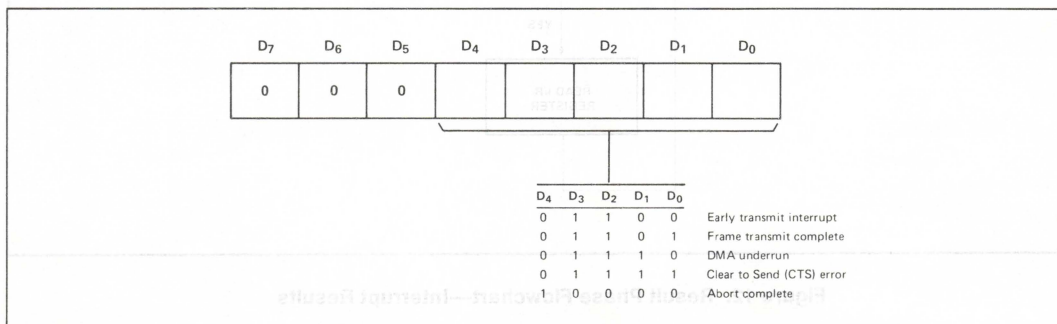 D7 D6 D5 D4 D3 D2 D1 D0
0 0 0
D4 D3 D2 D1 D0
0 1 1 0 0 Early transmit interrupt
0 1 1 0 1 Frame transmit complete
0 1 1 1 0 DMA underrun
0 1 1 1 1 Clear to Send (CTS) error
1 0 0 0 0 Abort complete